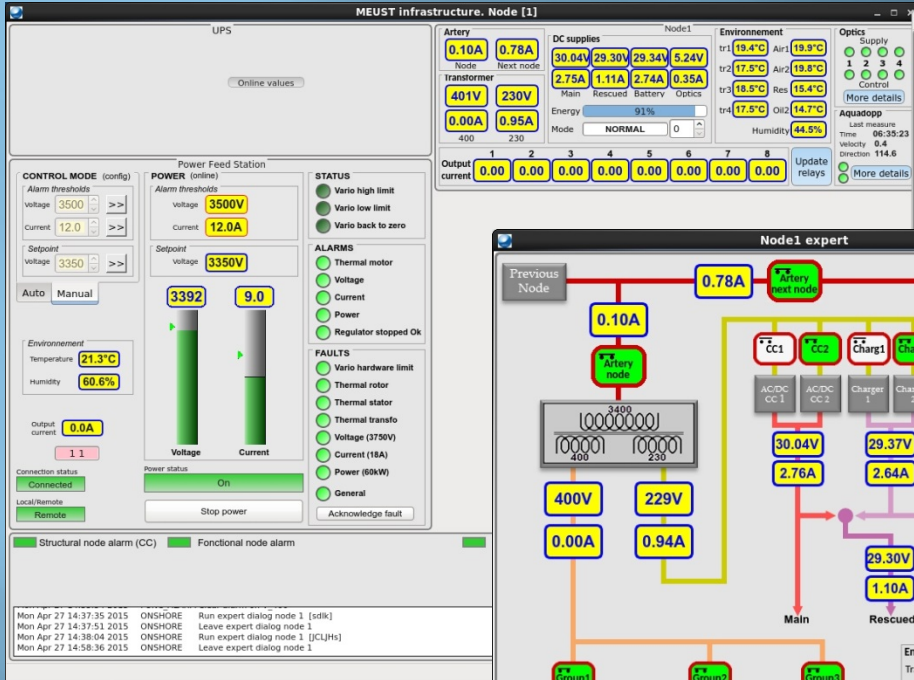 MEUST infrastructure. Node [1]
UPS
Online values
Power Feed Station
CONTROL MODE (config)
Alarm thresholds
Voltage 3500 >>
Current 12.0 >>
Setpoint
Voltage 3350 >>
Auto Manual
Environnement
Temperature 21.3°C
Humidity 60.6%
Output current 0.0A
1 1
Connection status
Connected
Local/Remote
Remote
POWER (online)
Alarm thresholds
Voltage 3500V
Current 12.0A
Setpoint
Voltage 3350V
3392 9.0
Voltage Current
Power status
On
Stop power
STATUS
Vario high limit
Vario low limit
Vario back to zero
ALARMS
Thermal motor
Voltage
Current
Power
Regulator stopped Ok
FAULTS
Vario hardware limit
Thermal rotor
Thermal stator
Thermal transfo
Voltage (3750V)
Current (18A)
Power (60kW)
General
Acknowledge fault
Structural node alarm (CC) Fonctional node alarm
Mon Apr 27 14:37:35 2015 ONSHORE Run expert dialog node 1 [sdlk]
Mon Apr 27 14:37:51 2015 ONSHORE Leave expert dialog node 1
Mon Apr 27 14:38:04 2015 ONSHORE Run expert dialog node 1 [JCLJHs]
Mon Apr 27 14:58:36 2015 ONSHORE Leave expert dialog node 1
Node1
Artery
0.10A 0.78A
Node Next node
Transformer
401V 230V
0.00A 0.95A
400 230
DC supplies
30.04V 29.30V 29.34V 5.24V
2.75A 1.11A 2.74A 0.35A
Main Rescued Battery Optics
Energy 91%
Mode NORMAL 0
Environnement
tr1 19.4°C Air1 19.9°C
tr2 17.5°C Air2 19.8°C
tr3 18.5°C Res 15.4°C
tr4 17.5°C Oil2 14.7°C
Humidity 44.5%
Optics
Supply
1 2 3 4
Control
More details
Aquadopp
Last measure
Time 06:35:23
Velocity 0.4
Direction 114.6
More details
1 2 3 4 5 6 7 8
Output current 0.00 0.00 0.00 0.00 0.00 0.00 0.00 0.00
Update relays
Node1 expert
Previous Node
0.78A
Artery next node
0.10A
Artery node
3400
400 230
400V 229V
0.00A 0.94A
CC1 CC2 Charg1
AC/DC CC 1
AC/DC CC 2
Charger 1
30.04V 29.37V
2.76A 2.64A
29.30V
1.10A
Main Rescued
Group1 Group2 Group3